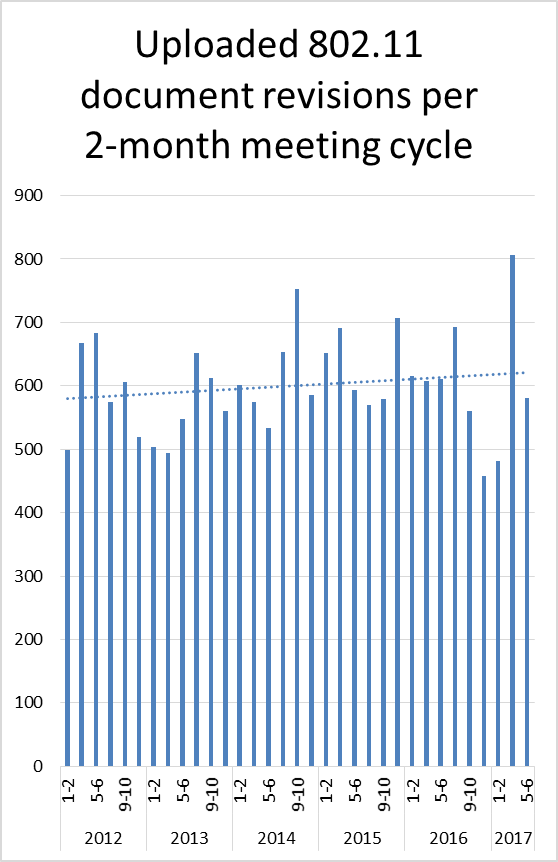 Uploaded 802.11
document revisions per
2-month meeting cycle
900
800
700
600
500
400
300
200
100
0
1-2 5-6 9-10 1-2 5-6 9-10 1-2 5-6 9-10 1-2 5-6 9-10 1-2 5-6 9-10 1-2 5-6
2012 2013 2014 2015 2016 2017